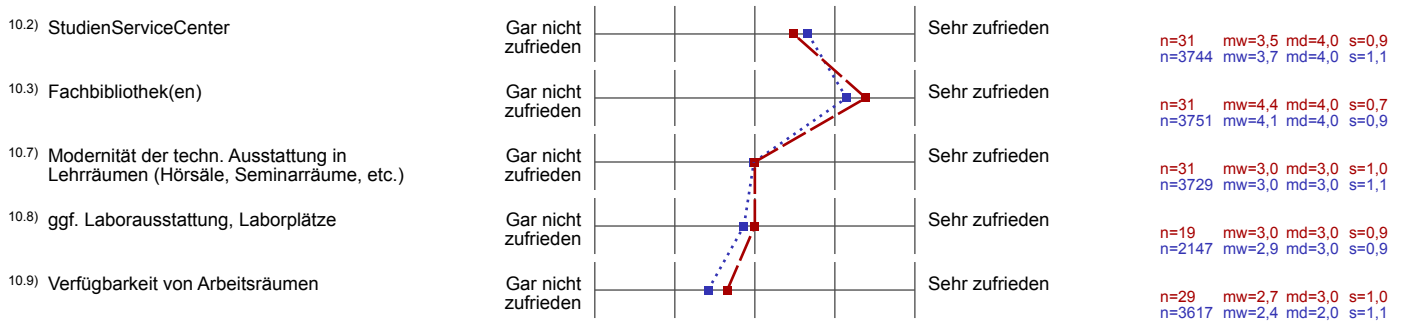 10.2) StudienServiceCenter
Gar nicht
zufrieden
Sehr zufrieden
n=31 mw=3,5 md=4,0 s=0,9
n=3744 mw=3,7 md=4,0 s=1,1
10.3) Fachbibliothek(en)
Gar nicht
zufrieden
Sehr zufrieden
n=31 mw=4,4 md=4,0 s=0,7
n=3751 mw=4,1 md=4,0 s=0,9
10.7) Modernität der techn. Ausstattung in
Lehrräumen (Hörsäle, Seminarräume, etc.)
Gar nicht
zufrieden
Sehr zufrieden
n=31 mw=3,0 md=3,0 s=1,0
n=3729 mw=3,0 md=3,0 s=1,1
10.8) ggf. Laborausstattung, Laborplätze
Gar nicht
zufrieden
Sehr zufrieden
n=19 mw=3,0 md=3,0 s=0,9
n=2147 mw=2,9 md=3,0 s=0,9
10.9) Verfügbarkeit von Arbeitsräumen
Gar nicht
zufrieden
Sehr zufrieden
n=29 mw=2,7 md=3,0 s=1,0
n=3617 mw=2,4 md=2,0 s=1,1